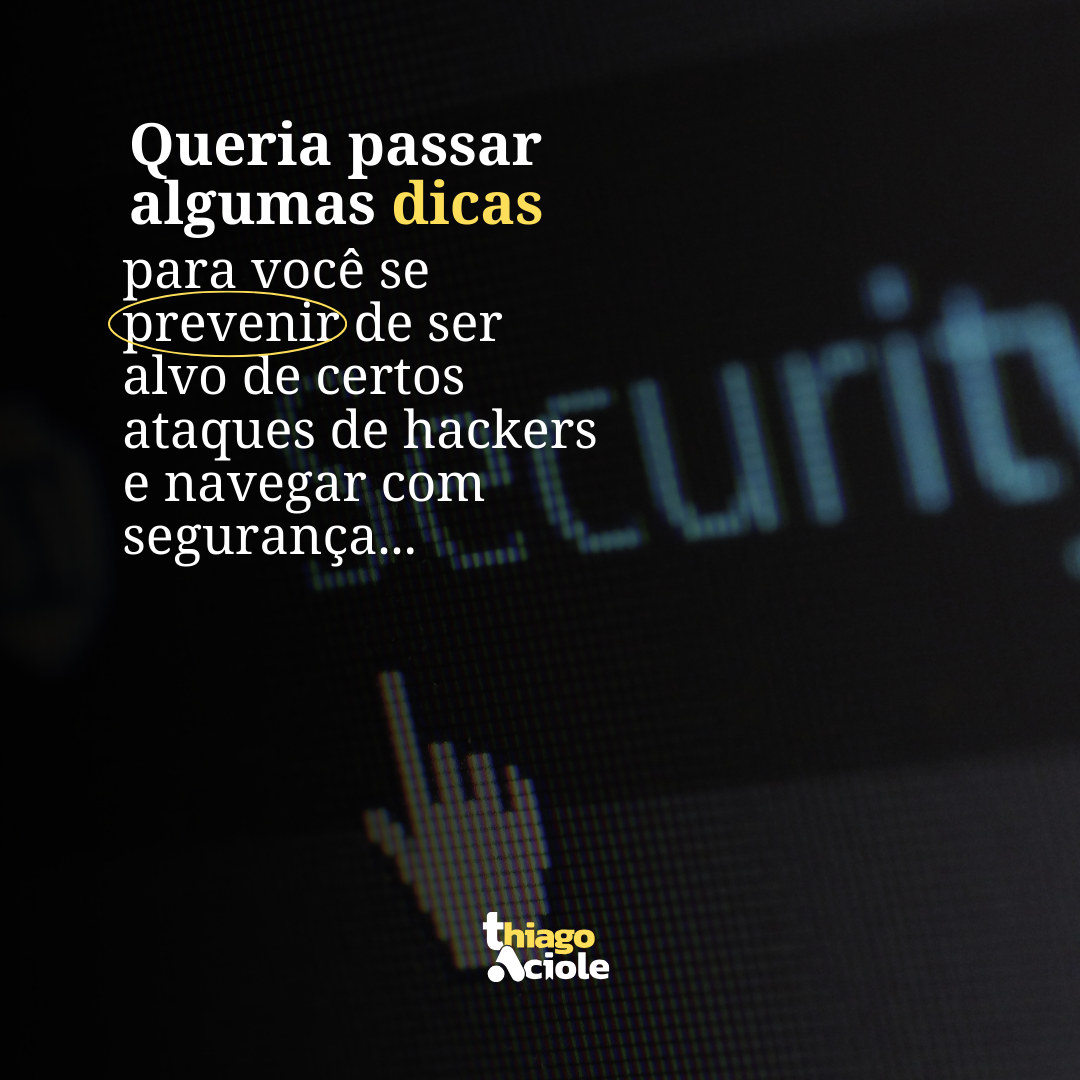 Queria passar
algumas dicas
para você se
prevenir de ser
alvo de certos
ataques de hackers
e navegar com
segurança...
Security
thiago
Aciole